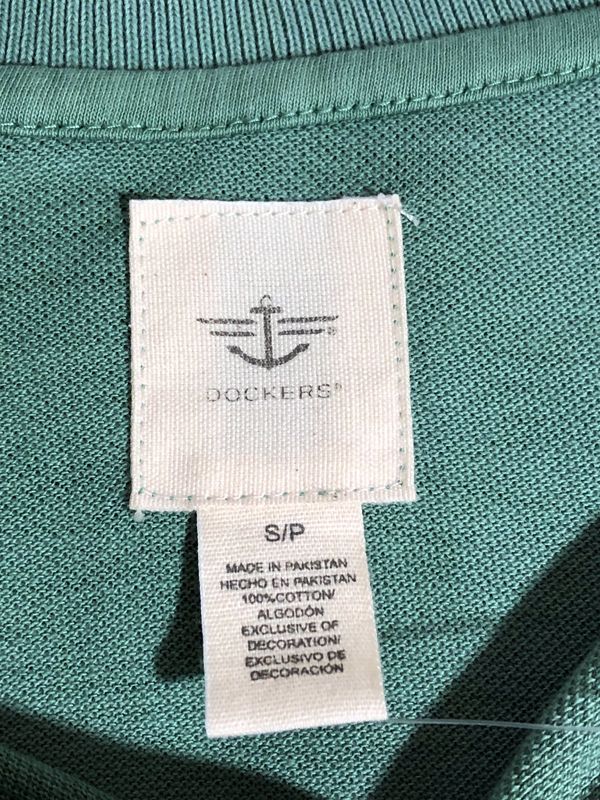 ®
DOCKERS®
S/P
MADE IN PAKISTAN
HECHO EN PAKISTAN
100%COTTON/
ALGODÓN
EXCLUSIVE OF
DECORATION/
EXCLUSIVO DE
DECORACIÓN